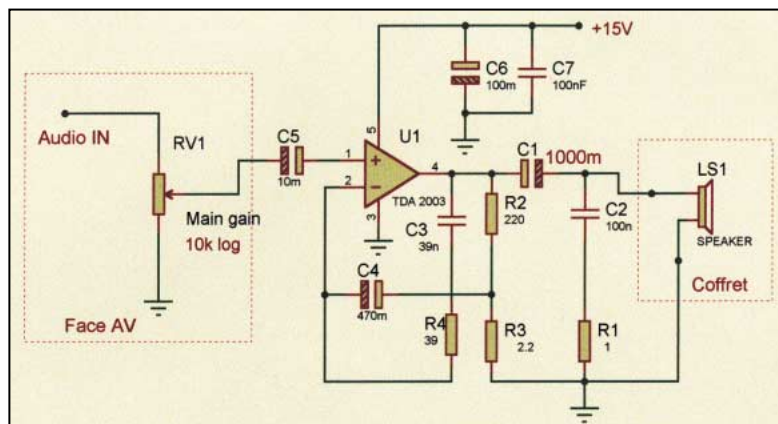 +15V
C6
100m
C7
100nF
Audio IN
RV1
C5
10m
5
U1
1
2
4
3
TDA 2003
C1
1000m
LS1
SPEAKER
Main gain
10k log
C3
39n
R2
220
C2
100n
Coffret
C4
470m
Face AV
R4
39
R3
2.2
R1
1